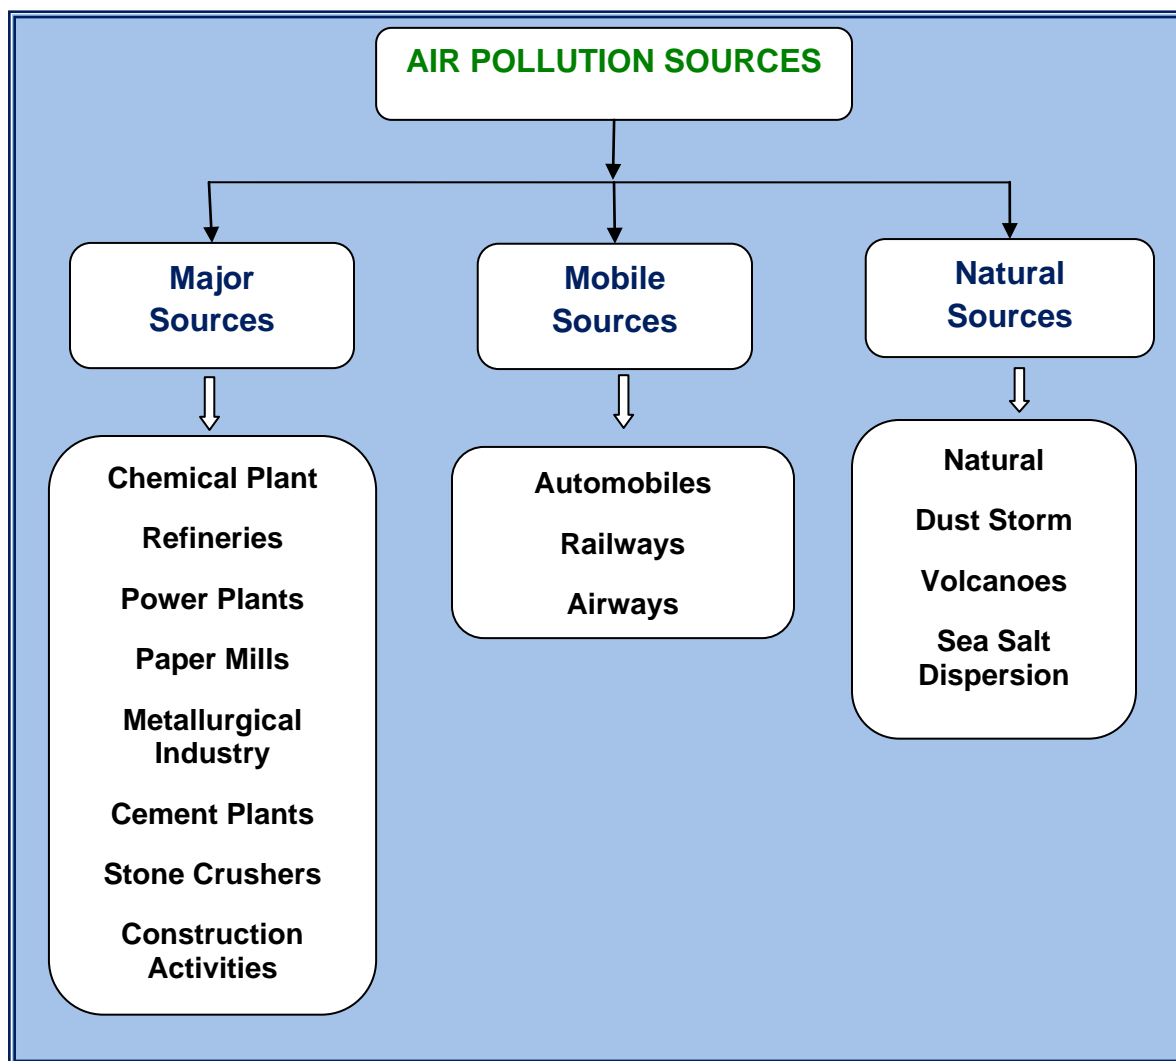 AIR POLLUTION SOURCES
Major
Sources
Mobile
Sources
Natural
Sources
Chemical Plant
Refineries
Power Plants
Paper Mills
Metallurgical
Industry
Cement Plants
Stone Crushers
Construction
Activities
Automobiles
Railways
Airways
Natural
Dust Storm
Volcanoes
Sea Salt
Dispersion